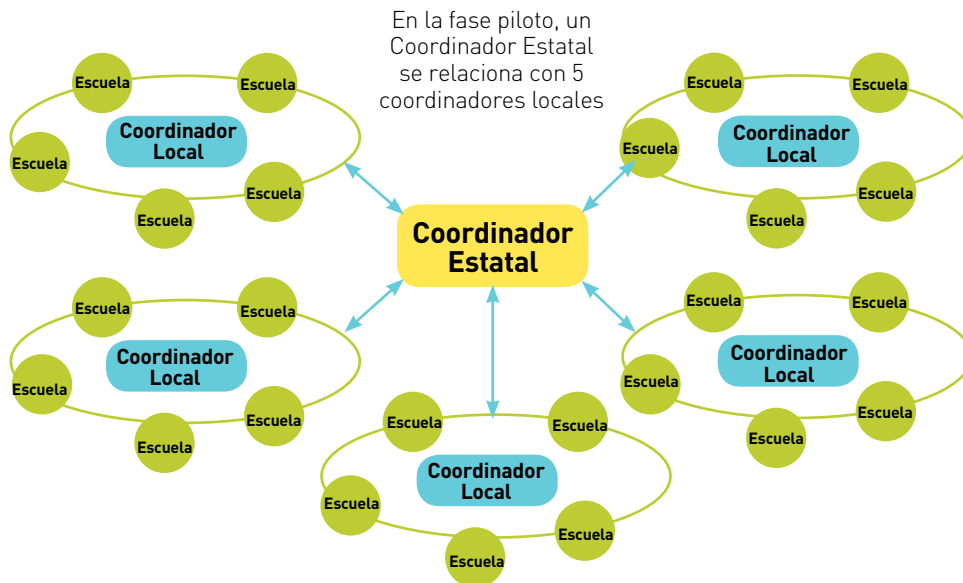 En la fase piloto, un
Coordinador Estatal
se relaciona con 5
coordinadores locales
Escuela
Escuela
Escuela
Escuela
Escuela
Coordinador
Local
Escuela
Escuela
Escuela
Escuela
Escuela
Coordinador
Local
Coordinador
Estatal
Escuela
Escuela
Escuela
Escuela
Escuela
Coordinador
Local
Escuela
Escuela
Escuela
Escuela
Escuela
Coordinador
Local
Escuela
Escuela
Escuela
Escuela
Escuela
Coordinador
Local